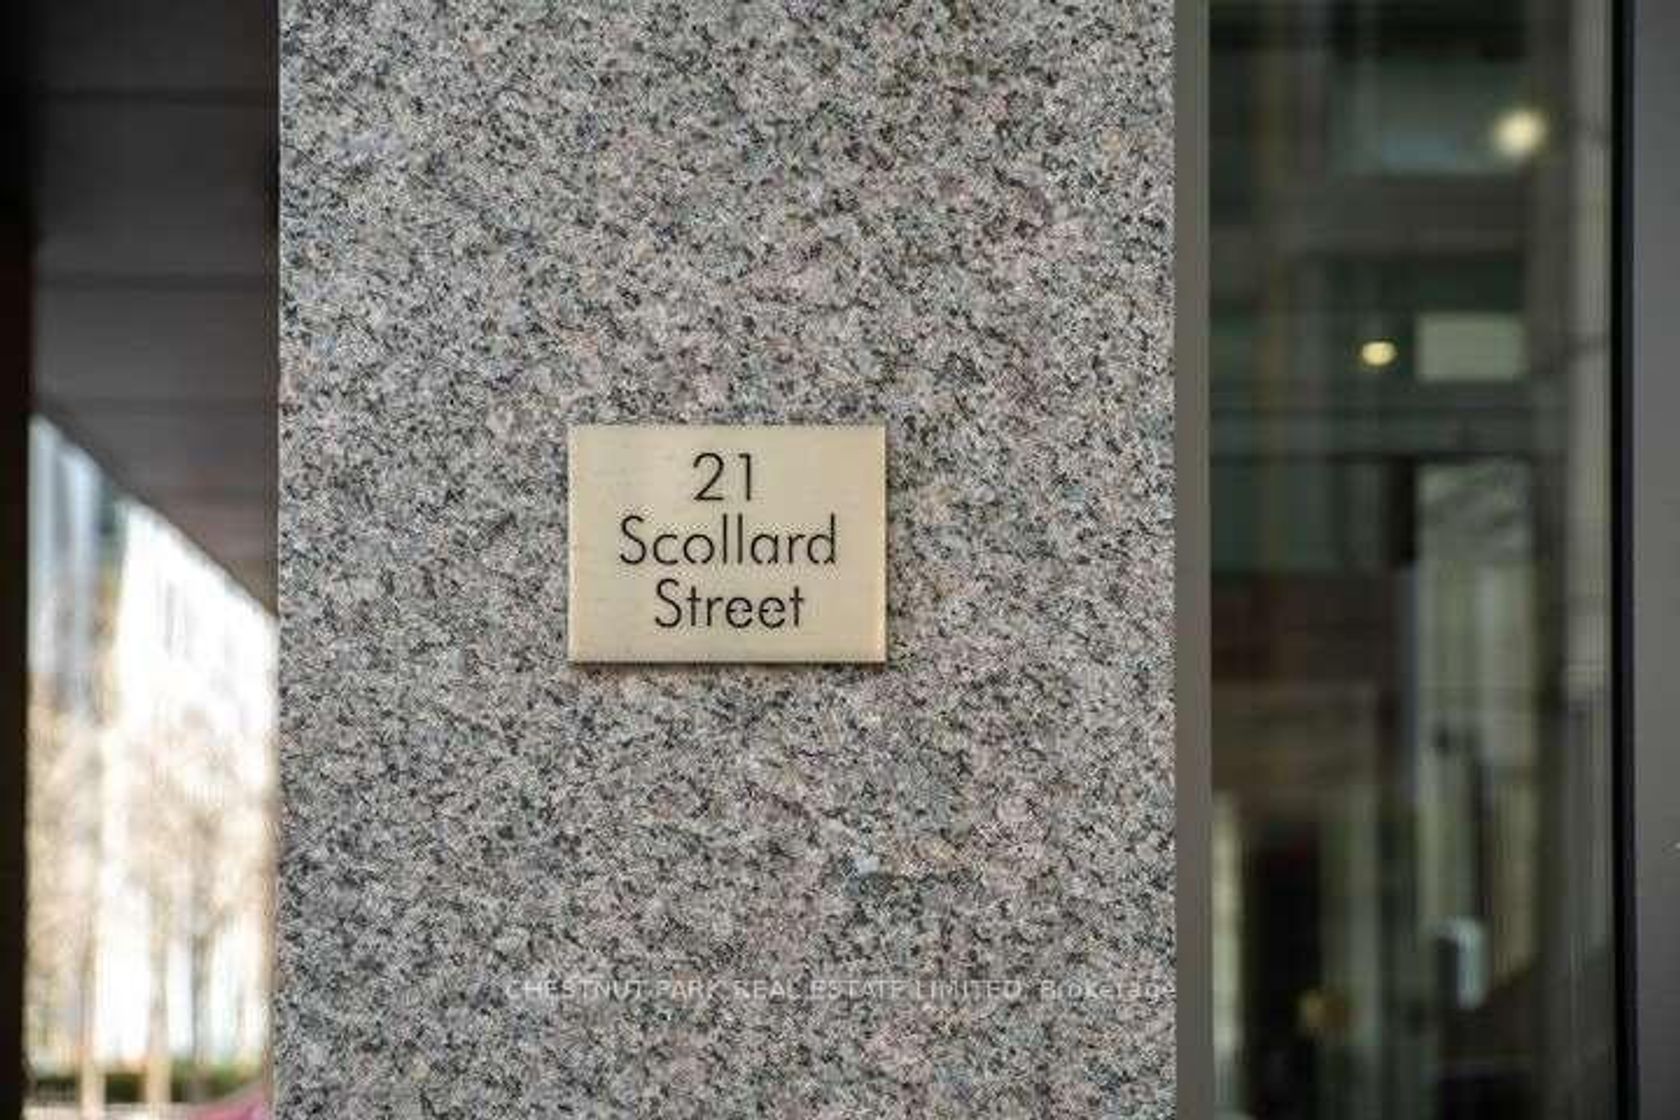 21
Scollard
Street
CHESTNUT PARK REAL ESTATE LIMITED, Brokerage